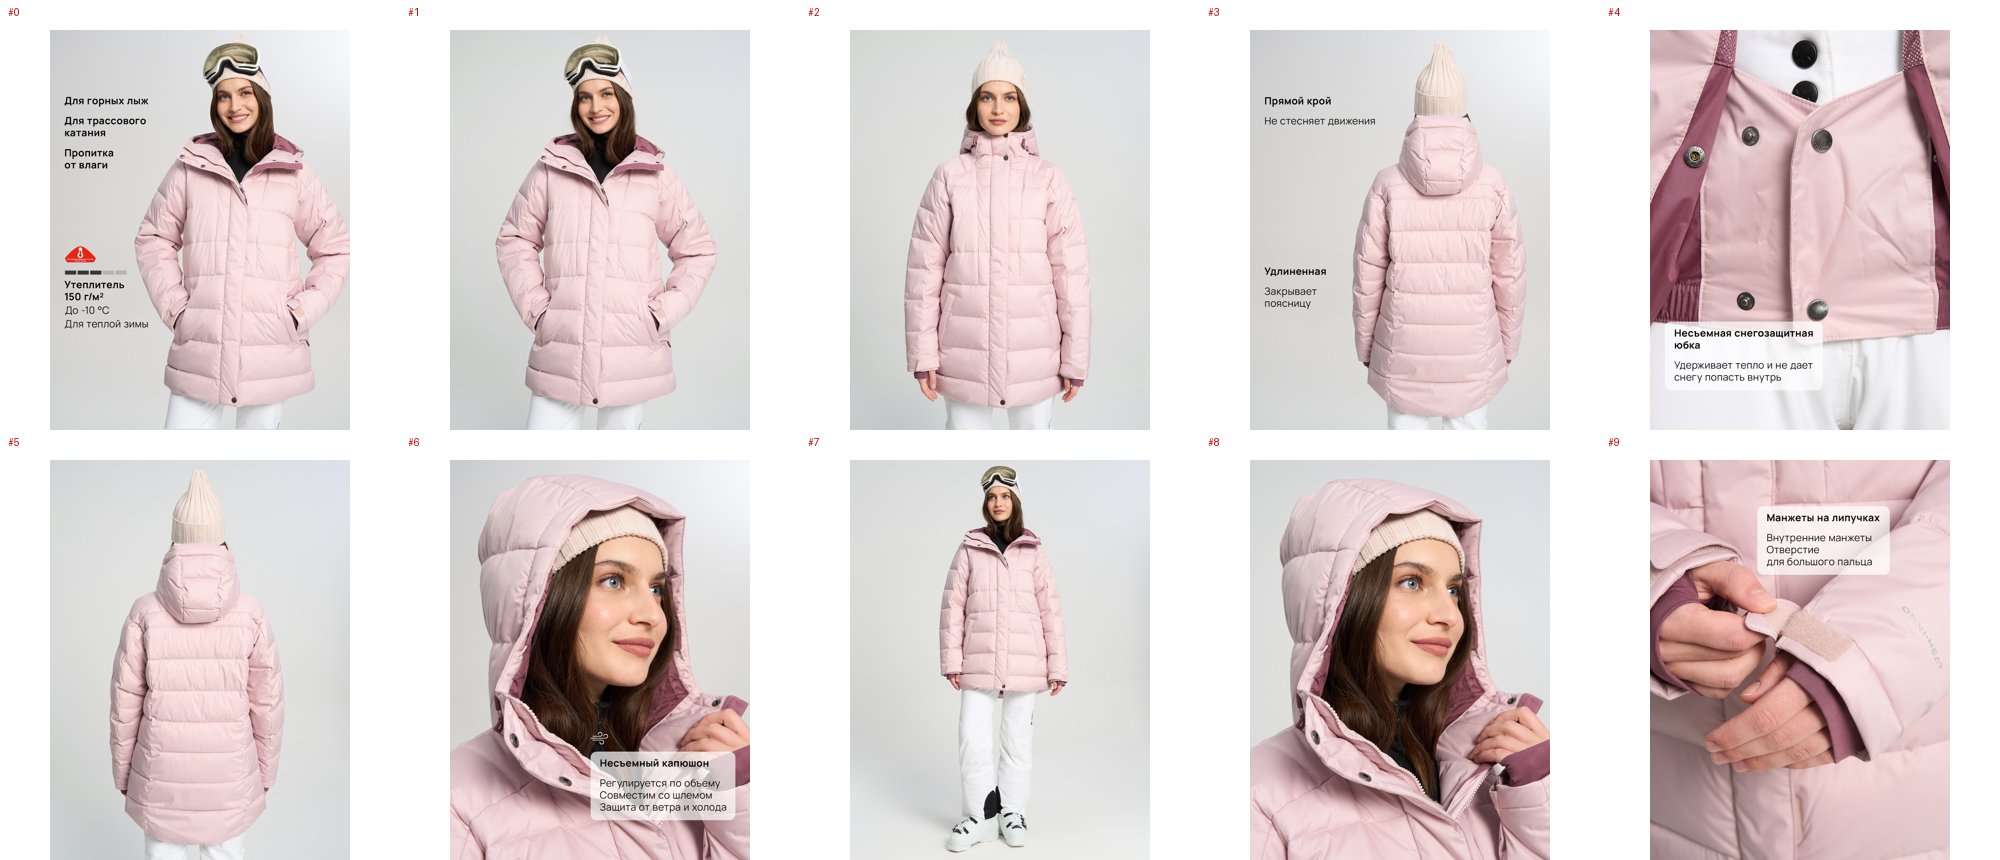 #0
Для горных лыж
Для трассового
катания
Пропитка
от влаги
Утеплитель
150 г/м²
До -10 °C
Для теплой зимы
#1
#2
#3
Прямой крой
Не стесняет движения
Удлиненная
Закрывает
поясницу
#4
Несъемная снегозащитная
юбка
Удерживает тепло и не дает
снегу попасть внутрь
#5
#6
Несъемный капюшон
Регулируется по объему
Совместим со шлемом
Защита от ветра и холода
#7
#8
#9
Манжеты на липучках
Внутренние манжеты
Отверстие
для большого пальца
OMNI-HEAT